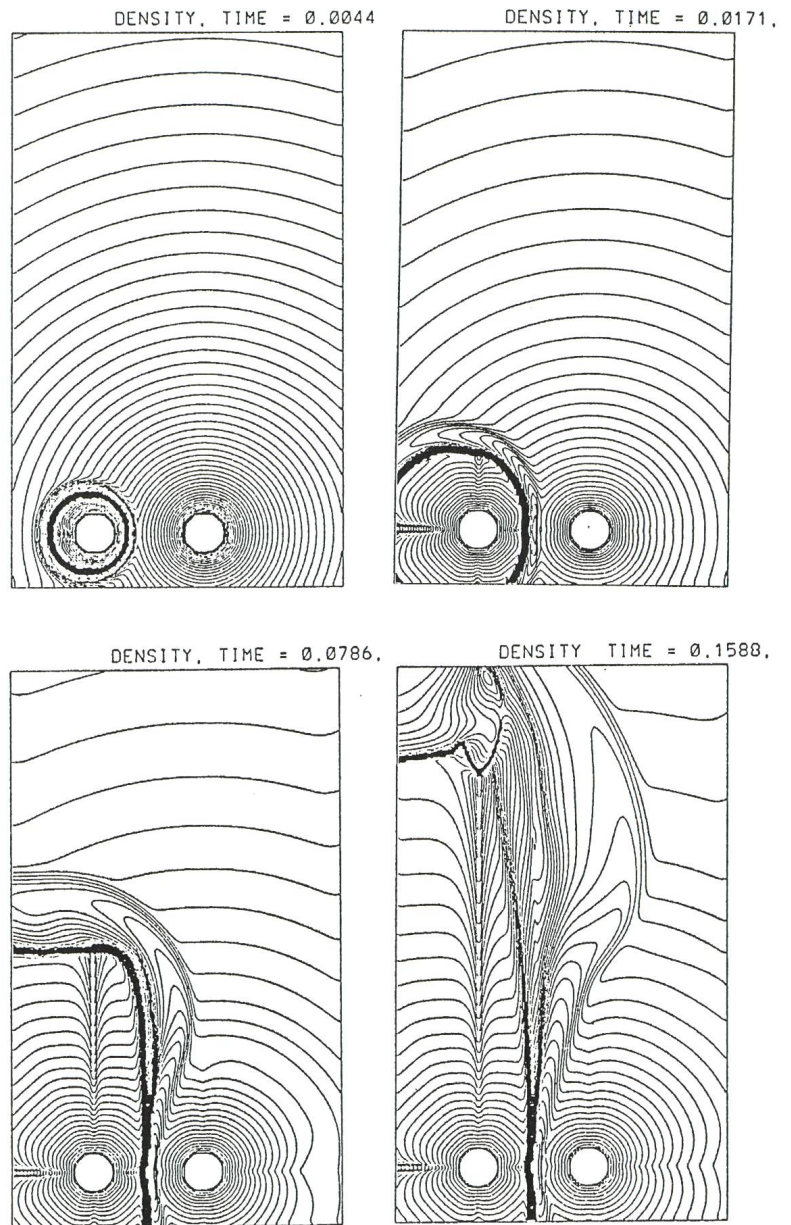 DENSITY, TIME = 0.0044
DENSITY, TIME = 0.0171,
DENSITY, TIME = 0.0786,
DENSITY TIME = 0.1588,